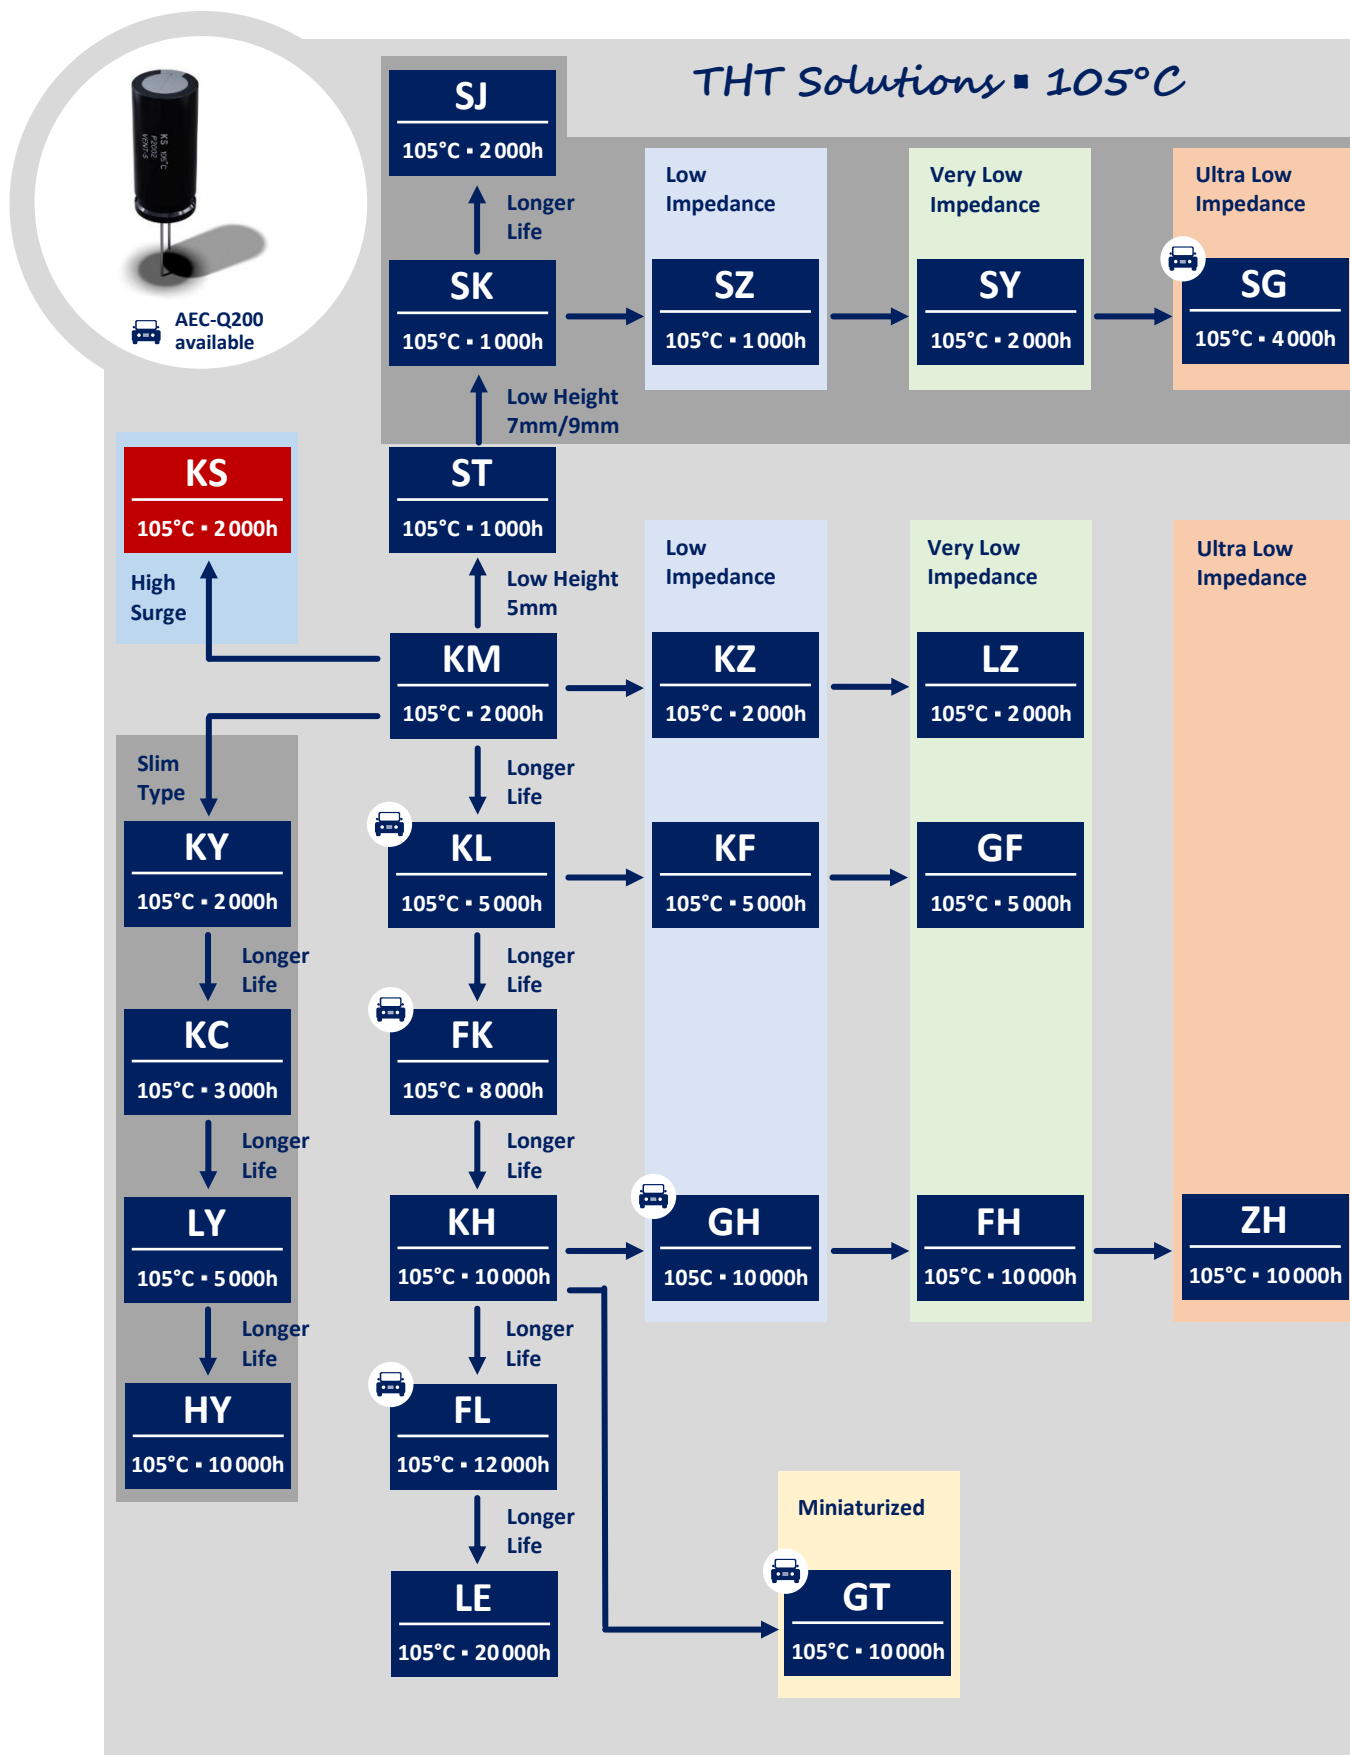 THT Solutions ▪ 105°C
KS 105°C
P2002
VENT-S
AEC-Q200
available
SJ
105°C ▪ 2 000h
Longer
Life
Low
Impedance
Very Low
Impedance
Ultra Low
Impedance
SK
105°C ▪ 1 000h
SZ
105°C ▪ 1 000h
SY
105°C ▪ 2 000h
SG
105°C ▪ 4 000h
Low Height
7mm/9mm
KS
105°C ▪ 2 000h
High
Surge
ST
105°C ▪ 1 000h
Low Height
5mm
Low
Impedance
Very Low
Impedance
Ultra Low
Impedance
KM
105°C ▪ 2 000h
KZ
105°C ▪ 2 000h
LZ
105°C ▪ 2 000h
Slim
Type
Longer
Life
KY
105°C ▪ 2 000h
KL
105°C ▪ 5 000h
KF
105°C ▪ 5 000h
GF
105°C ▪ 5 000h
Longer
Life
Longer
Life
KC
105°C ▪ 3 000h
FK
105°C ▪ 8 000h
Longer
Life
Longer
Life
LY
105°C ▪ 5 000h
KH
105°C ▪ 10 000h
GH
105C ▪ 10 000h
FH
105°C ▪ 10 000h
ZH
105°C ▪ 10 000h
Longer
Life
Longer
Life
HY
105°C ▪ 10 000h
FL
105°C ▪ 12 000h
Longer
Life
Miniaturized
LE
105°C ▪ 20 000h
GT
105°C ▪ 10 000h